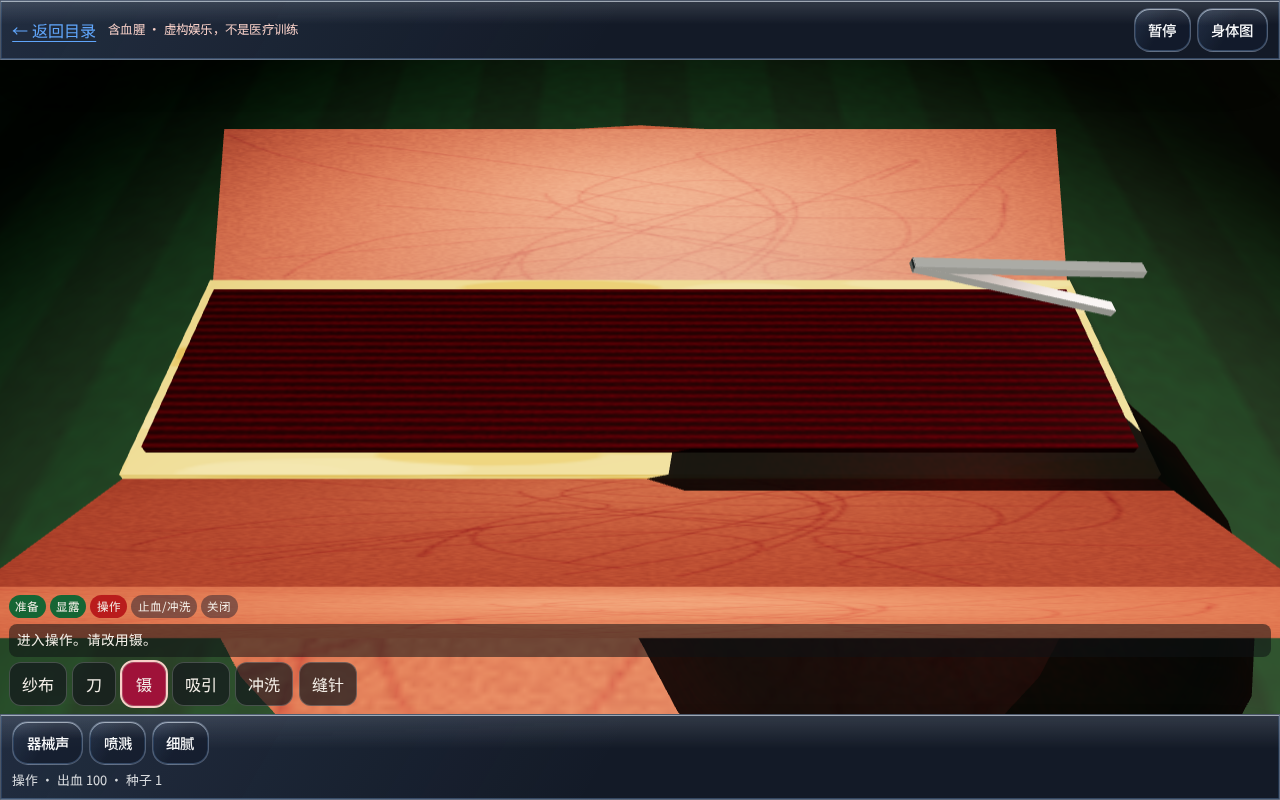 ← 返回目录
含血腥 · 虚构娱乐，不是医疗训练
暂停
身体图
准备
显露
操作
止血/冲洗
关闭
进入操作。请改用镊。
纱布
刀
镊
吸引
冲洗
缝针
器械声
喷溅
细腻
操作 · 出血 100 · 种子 1